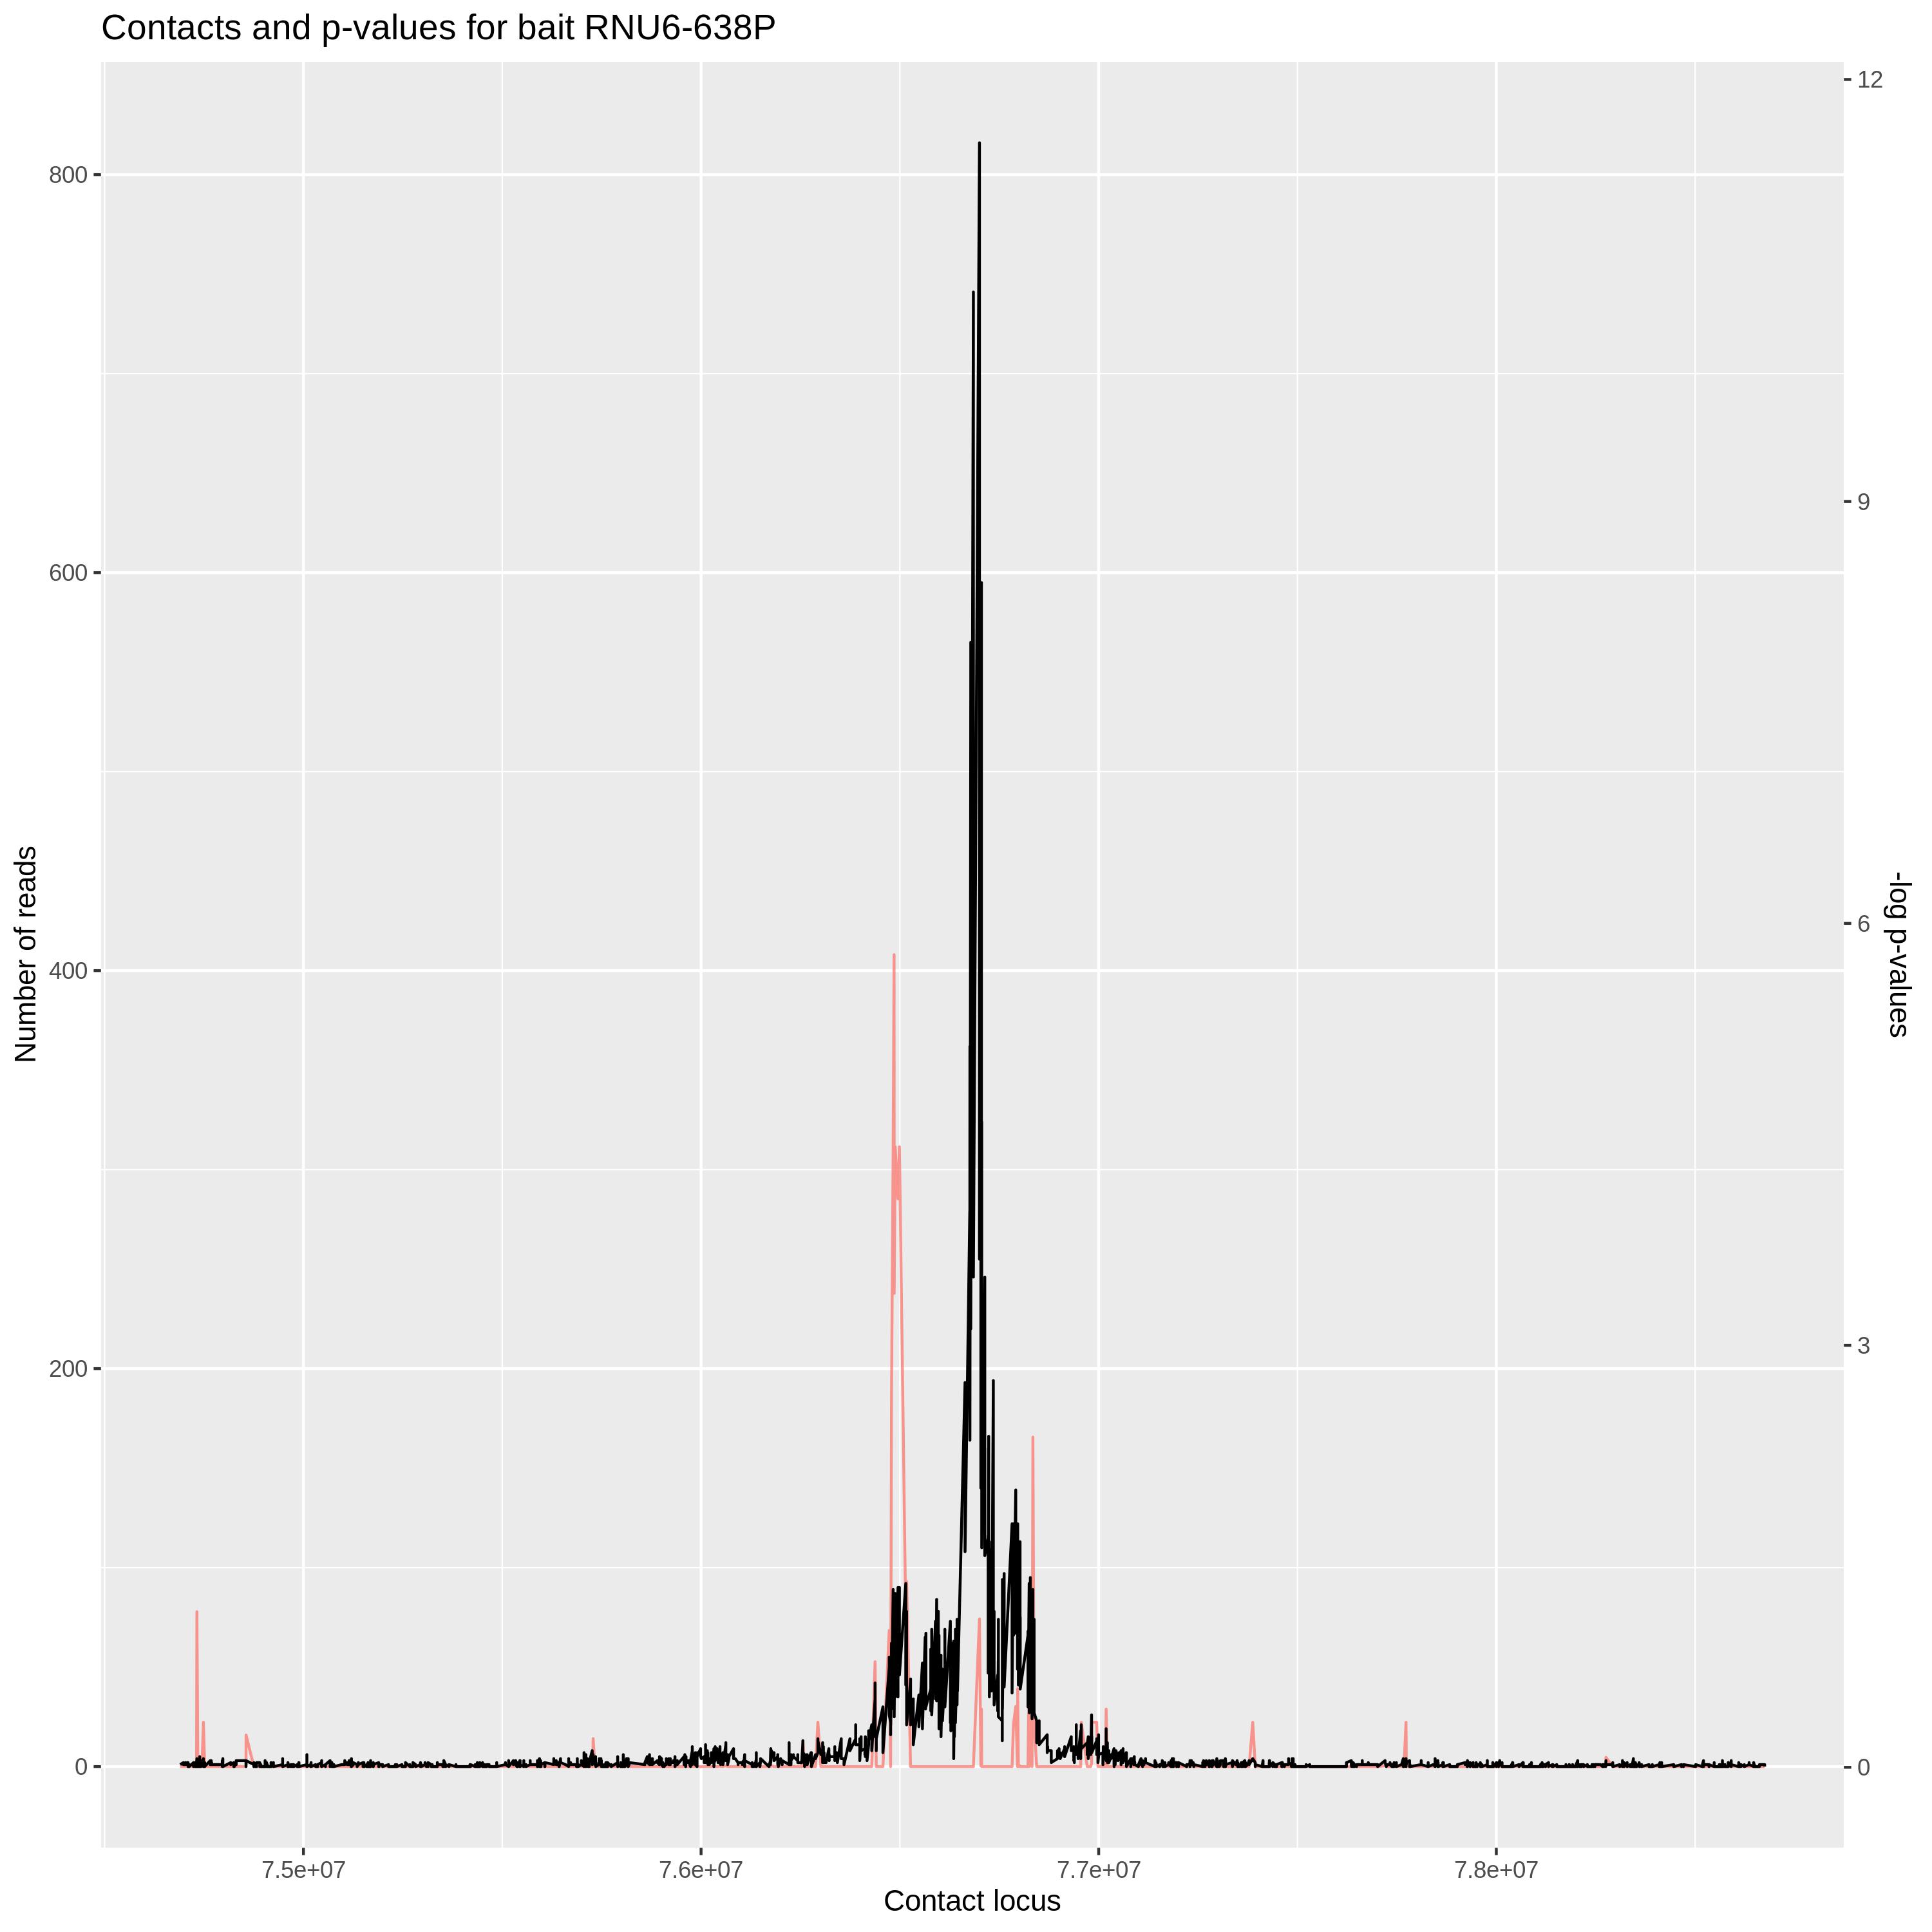 Contacts and p-values for bait RNU6-638P
800
600
400
200
0
Number of reads
12
9
6
3
0
-log p-values
7.5e+07
7.6e+07
7.7e+07
7.8e+07
Contact locus